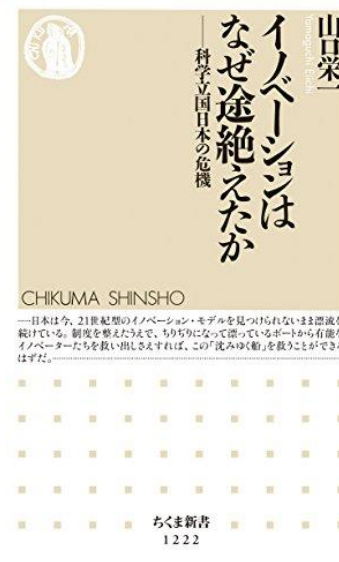 山口栄一
Yamaguchi Eiichi
イノベーションは
なぜ途絶えたか
——科学立国日本の危機
CHIKUMA SHINSHO
──日本は今、21世紀型のイノベーション・モデルを見つけられないまま漂流を
続けている。制度を整えたうえで、ちりぢりになって漂っているボートから有能な
イノベーターたちを救い出しさえすれば、この「沈みゆく船」を救うことができる
はずだ。
ちくま新書
1222